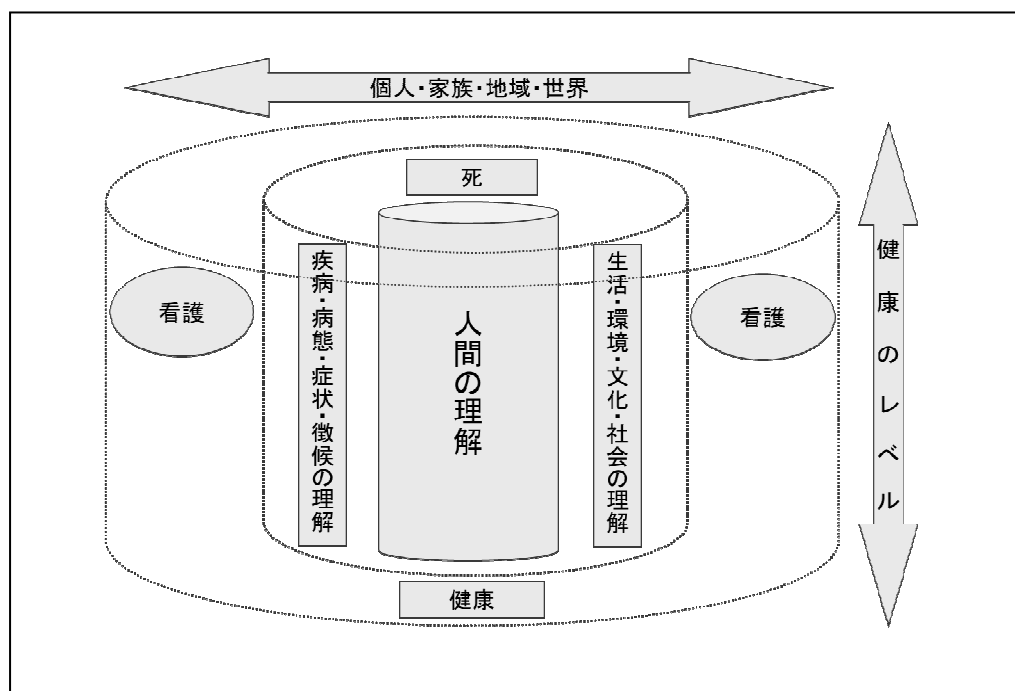 個人・家族・地域・世界
死
健康のレベル
疾病・病態・症状・徴候の理解
人間の理解
生活・環境・文化・社会の理解
看護
看護
健康